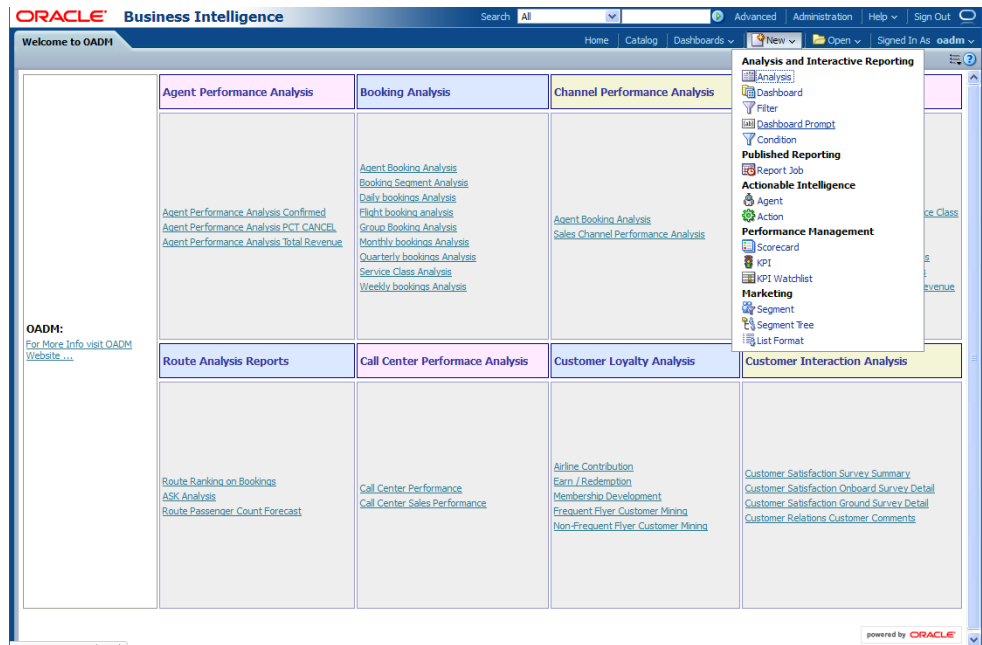 ORACLE Business Intelligence
Search All
Advanced Administration Help Sign Out
Welcome to OADM
Home Catalog Dashboards New Open Signed In As oadm
Analysis and Interactive Reporting
Analysis
Dashboard
Filter
Dashboard Prompt
Condition
Published Reporting
Report Job
Actionable Intelligence
Agent
Action
Performance Management
Scorecard
KPI
KPI Watchlist
Marketing
Segment
Segment Tree
List Format
OADM:
For More Info visit OADM
Website ...
Agent Performance Analysis
Agent Performance Analysis Confirmed
Agent Performance Analysis PCT CANCEL
Agent Performance Analysis Total Revenue
Booking Analysis
Agent Booking Analysis
Booking Segment Analysis
Daily bookings Analysis
Flight booking analysis
Group Booking Analysis
Monthly bookings Analysis
Quarterly bookings Analysis
Service Class Analysis
Weekly bookings Analysis
Channel Performance Analysis
Agent Booking Analysis
Sales Channel Performance Analysis
ce Class
evenue
Route Analysis Reports
Route Ranking on Bookings
ASK Analysis
Route Passenger Count Forecast
Call Center Performace Analysis
Call Center Performance
Call Center Sales Performance
Customer Loyalty Analysis
Airline Contribution
Earn / Redemption
Membership Development
Frequent Flyer Customer Mining
Non-Frequent Flyer Customer Mining
Customer Interaction Analysis
Customer Satisfaction Survey Summary
Customer Satisfaction Onboard Survey Detail
Customer Satisfaction Ground Survey Detail
Customer Relations Customer Comments
powered by ORACLE